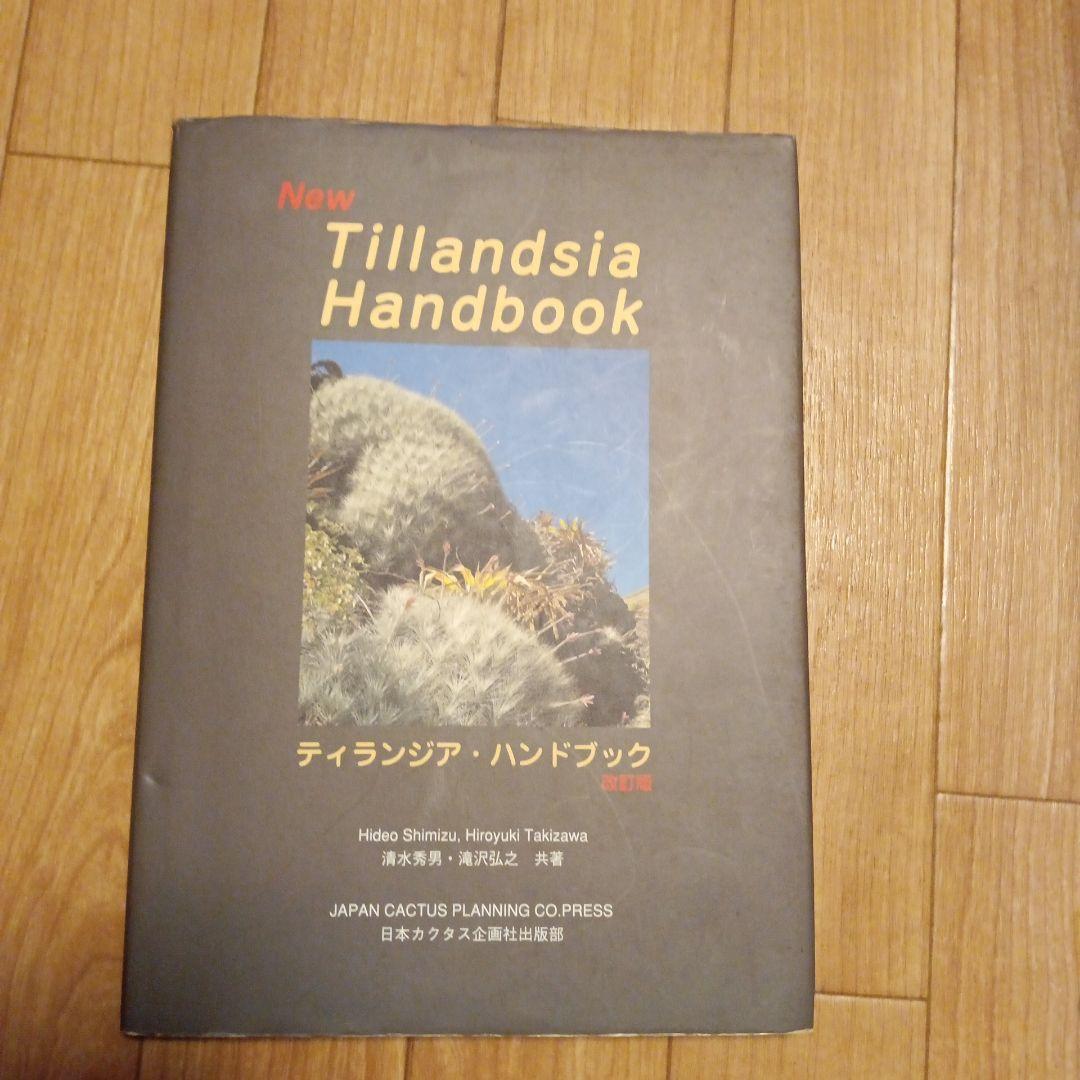 New
Tillandsia
Handbook
ティランジア・ハンドブック
改訂版
Hideo Shimizu, Hiroyuki Takizawa
清水秀男・滝沢弘之 共著
JAPAN CACTUS PLANNING CO.PRESS
日本カクタス企画社出版部